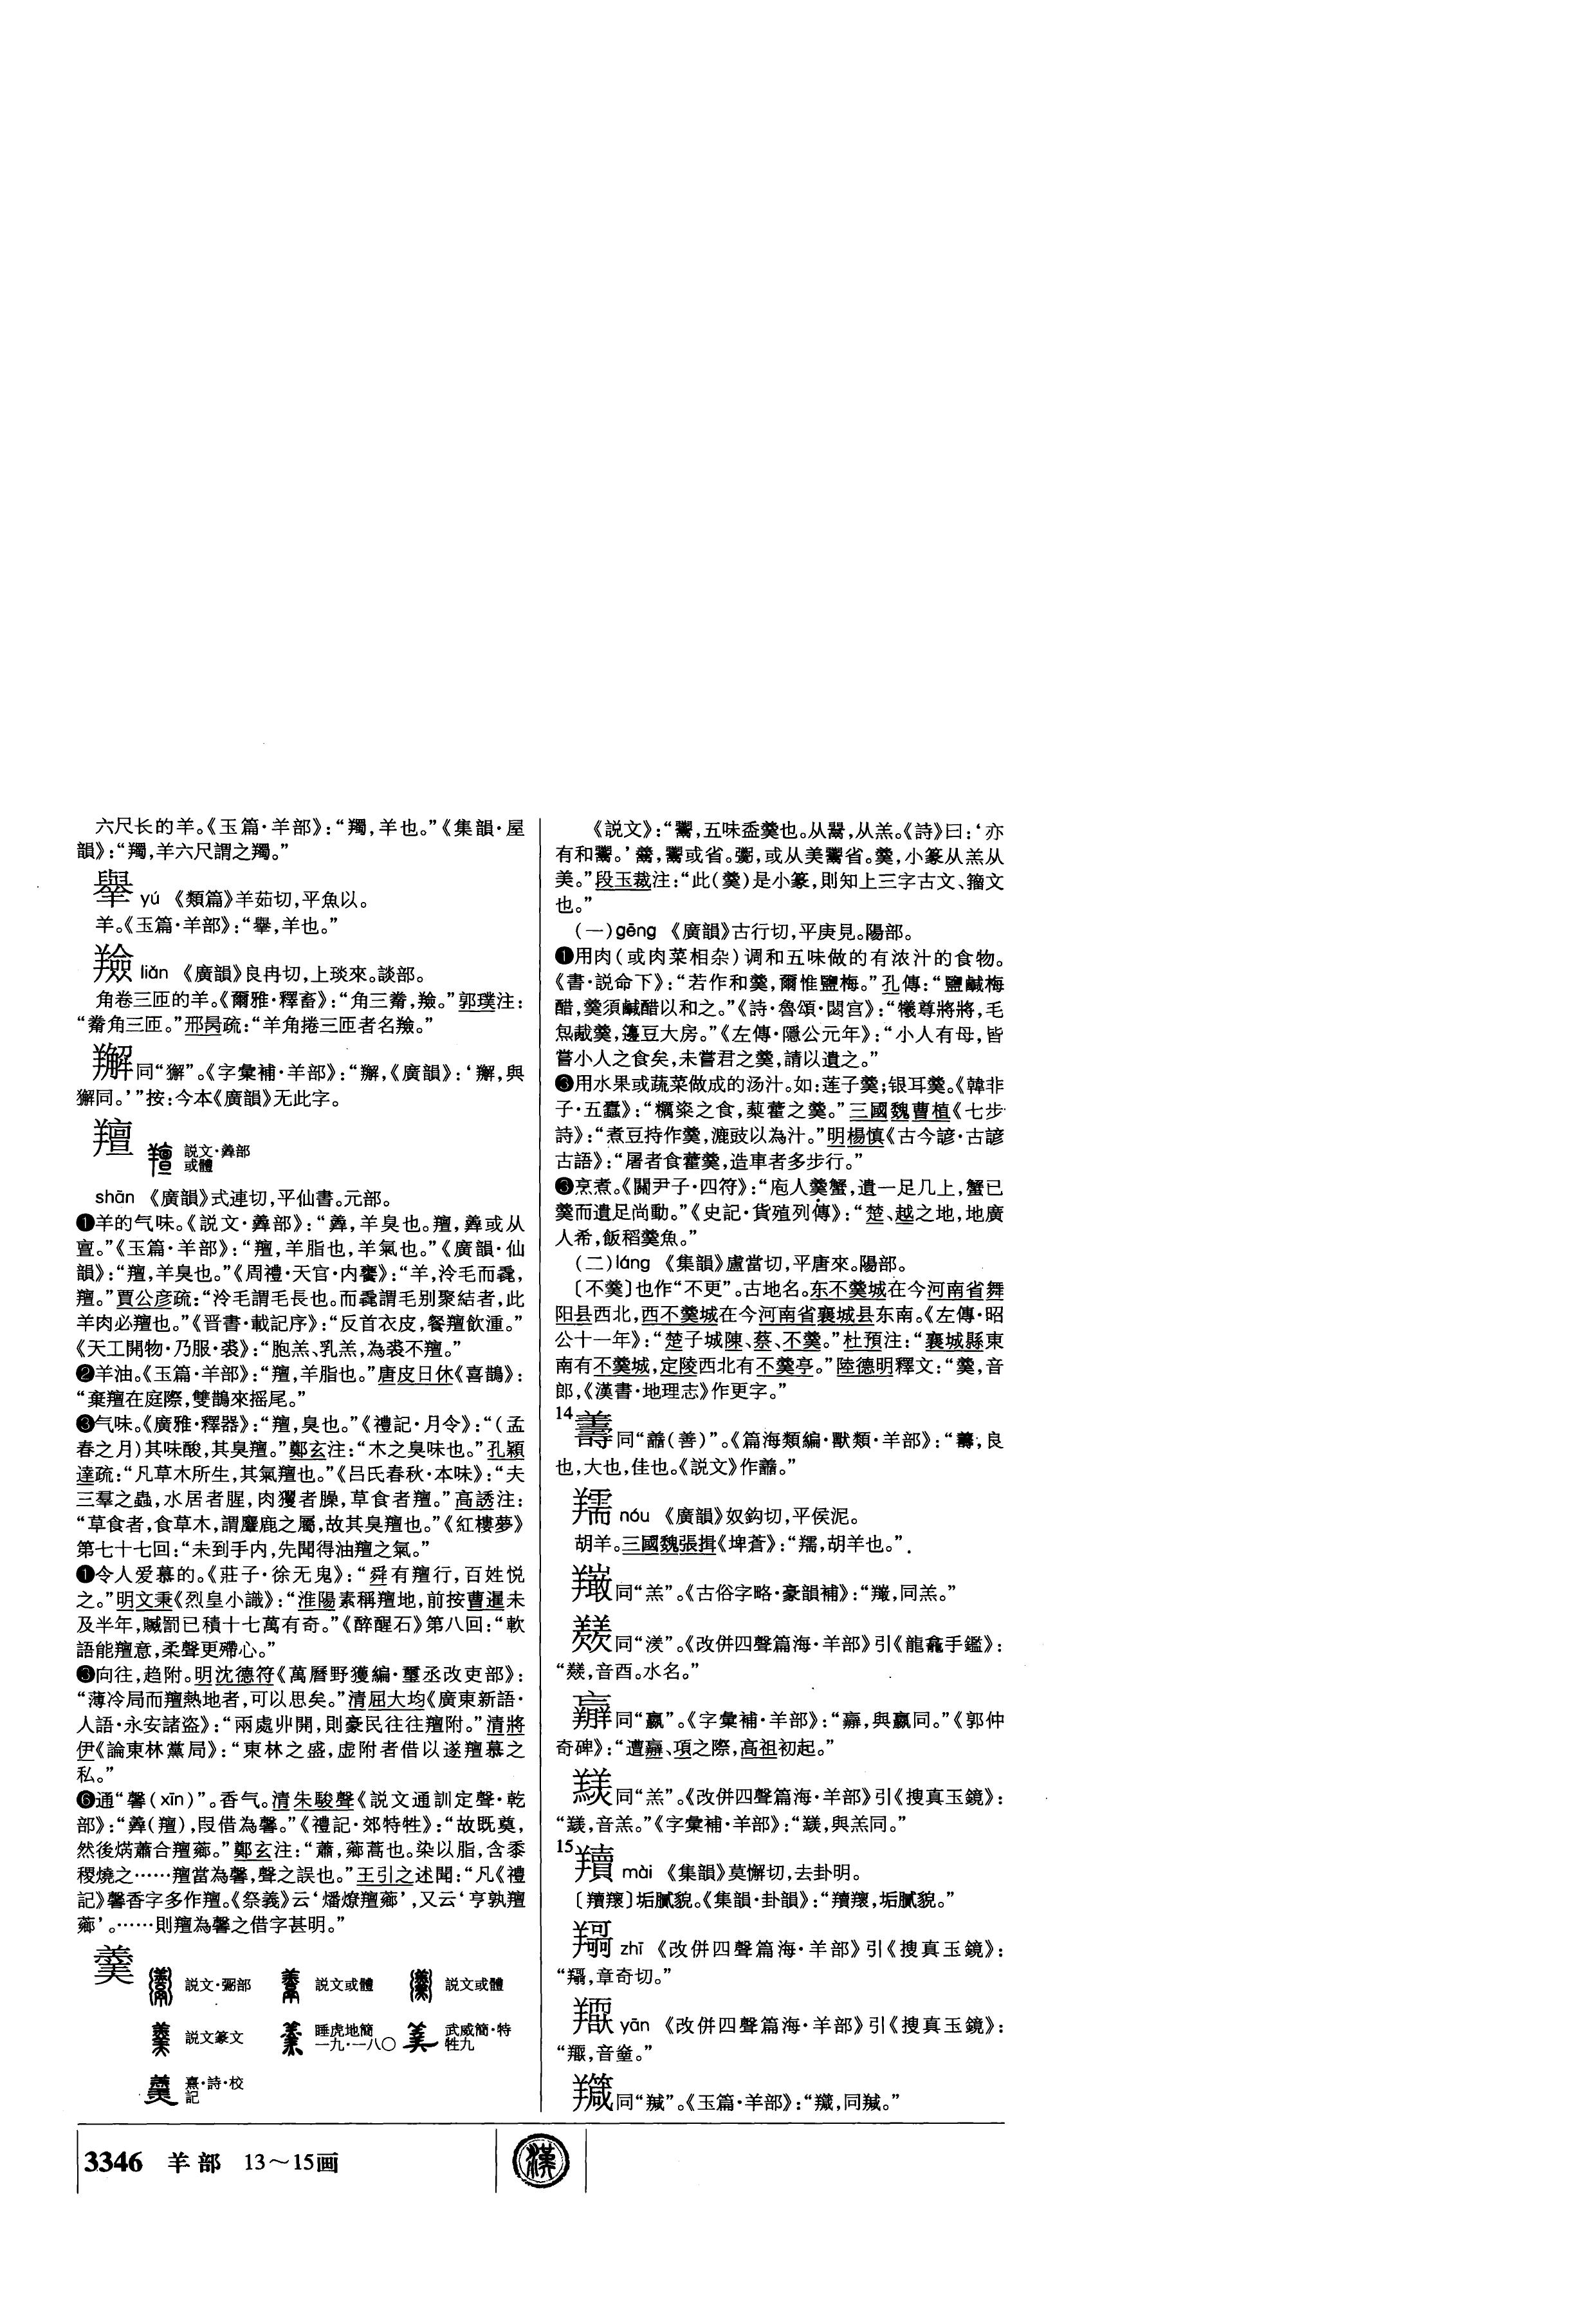 六尺长的羊。《玉篇·羊部》：“羺，羊也。”《集韻·屋
韻》：“羊六尺謂之
yú 《類篇》羊茹切，平魚以。
羊。《玉篇·羊部》：“羊也。”
羷 liǎn 《廣韻》良冉切，上琰來。談部。
角卷三匝的羊。《爾雅·釋畜》：“角三觠，羷。”郭璞注：
“觠角三匝。”邢昺疏：“羊角捲三匝者名羷。”
同“獬”。《字彙補·羊部》：“《廣韻》：‘與
獬同。’”按：今本《廣韻》无此字。
羶
説文·羴部
或體
shān 《廣韻》式連切，平仙書。元部。
❶羊的气味。《説文·羴部》：“羴，羊臭也。羶，羴或从
亶。”《玉篇·羊部》：“羶，羊脂也，羊氣也。”《廣韻·仙
韻》：“羶，羊臭也。”《周禮·天官·内饔》：“羊，泠毛而毳，
羶。”賈公彦疏：“泠毛謂毛長也。而毳謂毛别聚結者，此
羊肉必羶也。”《晋書·載記序》：“反首衣皮，餐羶飲湩。”
《天工開物·乃服·裘》：“胞羔、乳羔，為裘不羶。”
❷羊油。《玉篇·羊部》：“羶，羊脂也。”唐皮日休《喜鵲》：
“棄羶在庭際，雙鵲來摇尾。”
❸气味。《廣雅·釋器》：“羶，臭也。”《禮記·月令》：“（孟
春之月）其味酸，其臭羶。”鄭玄注：“木之臭味也。”孔穎
達疏：“凡草木所生，其氣羶也。”《吕氏春秋·本味》：“夫
三羣之蟲，水居者腥，肉玃者臊，草食者羶。”高誘注：
“草食者，食草木，謂麞鹿之屬，故其臭羶也。”《紅樓夢》
第七十七回：“未到手内，先聞得油羶之氣。”
❶令人爱慕的。《莊子·徐无鬼》：“舜有羶行，百姓悦
之。”明文秉《烈皇小識》：“淮陽素稱羶地，前按曹暹未
及半年，贓罰已積十七萬有奇。”《醉醒石》第八回：“軟
語能羶意，柔聲更殢心。”
❸向往，趋附。明沈德符《萬曆野獲編·璽丞改吏部》：
“薄冷局而羶熱地者，可以思矣。”清屈大均《廣東新語·
人語·永安諸盗》：“兩處丱開，則豪民往往羶附。”清將
伊《論東林黨局》：“東林之盛，虚附者借以遂羶慕之
私。”
❻通“馨（xīn）”。香气。清朱駿聲《説文通訓定聲·乾
部》：“羴（羶），叚借為馨。”《禮記·郊特牲》：“故既奠，
然後焫蕭合羶薌。”鄭玄注：“蕭，薌蒿也。染以脂，含黍
稷燒之……羶當為馨，聲之誤也。”王引之述聞：“凡《禮
記》馨香字多作羶。《祭義》云‘燔燎羶薌’，又云‘亨孰羶
薌’。……則羶為馨之借字甚明。”
羹
説文·䰜部 説文或體 説文或體
説文篆文 睡虎地簡 一九·一八〇 武威簡·特 牲九
熹·詩·校
記
《説文》：“䰞，五味盉羹也。从䰜，从羔。《詩》曰：‘亦
有和䰞。’或省。或从美䰞省。羹，小篆从羔从
美。”段玉裁注：“此（羹）是小篆，則知上三字古文、籀文
也。”
（一）gēng 《廣韻》古行切，平庚見。陽部。
❶用肉（或肉菜相杂）调和五味做的有浓汁的食物。
《書·説命下》：“若作和羹，爾惟鹽梅。”孔傳：“鹽鹹梅
醋，羹須鹹醋以和之。”《詩·魯頌·閟宫》：“犧尊將將，毛
炰胾羹，籩豆大房。”《左傳·隱公元年》：“小人有母，皆
嘗小人之食矣，未嘗君之羹，請以遺之。”
❸用水果或蔬菜做成的汤汁。如：莲子羹；银耳羹。《韓非
子·五蠹》：“糲粢之食，藜藿之羹。”三國魏曹植《七步
詩》：“煮豆持作羹，漉豉以為汁。”明楊慎《古今諺·古諺
古語》：“屠者食藿羹，造車者多步行。”
❸烹煮。《關尹子·四符》：“庖人羹蟹，遺一足几上，蟹已
羹而遺足尚動。”《史記·貨殖列傳》：“楚、越之地，地廣
人希，飯稻羹魚。”
（二）láng 《集韻》盧當切，平唐來。陽部。
〔不羹〕也作“不更”。古地名。东不羹城在今河南省舞
阳县西北，西不羹城在今河南省襄城县东南。《左傳·昭
公十一年》：“楚子城陳、蔡、不羹。”杜預注：“襄城縣東
南有不羹城，定陵西北有不羹亭。”陸德明釋文：“羹，音
郎，《漢書·地理志》作更字。”
14 同“譱（善）”。《篇海類編·獸類·羊部》：“良
也，大也，佳也。《説文》作譱。”
羺 nóu 《廣韻》奴鈎切，平侯泥。
胡羊。三國魏張揖《埤蒼》：“羺，胡羊也。”
同“羔”。《古俗字略·豪韻補》：“同羔。”
同“渼”。《改併四聲篇海·羊部》引《龍龕手鑑》：
“音酉。水名。”
同“嬴”。《字彙補·羊部》：“與嬴同。”《郭仲
奇碑》：“遭、項之際，高祖初起。”
同“羔”。《改併四聲篇海·羊部》引《搜真玉鏡》：
“音羔。”《字彙補·羊部》：“與羔同。”
15 mài 《集韻》莫懈切，去卦明。
垢膩貌。《集韻·卦韻》：“垢膩貌。”
zhī 《改併四聲篇海·羊部》引《搜真玉鏡》：
“章奇切。”
yān 《改併四聲篇海·羊部》引《搜真玉鏡》：
同“羬”。《玉篇·羊部》：“同羬。”
3346 羊部 13～15画
漢